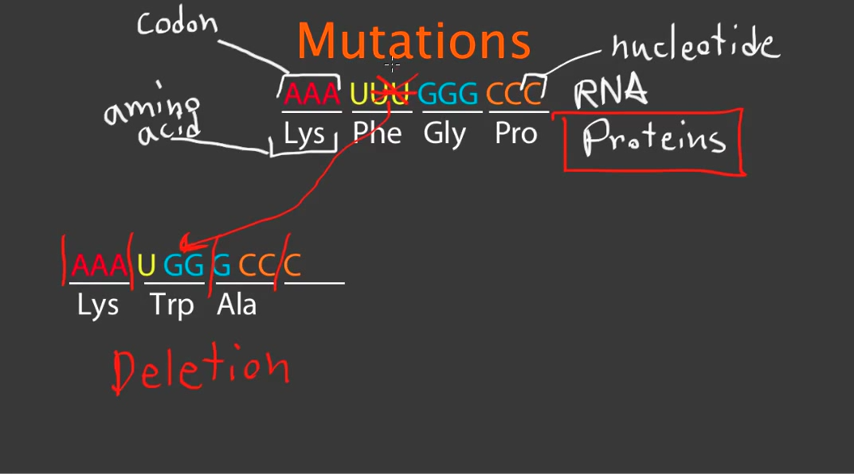 codon
Mutations
nucleotide
amino
acid
AAA UUU GGG CCC RNA
Lys Phe Gly Pro Proteins
AAA U GG G CC C
Lys Trp Ala
Deletion